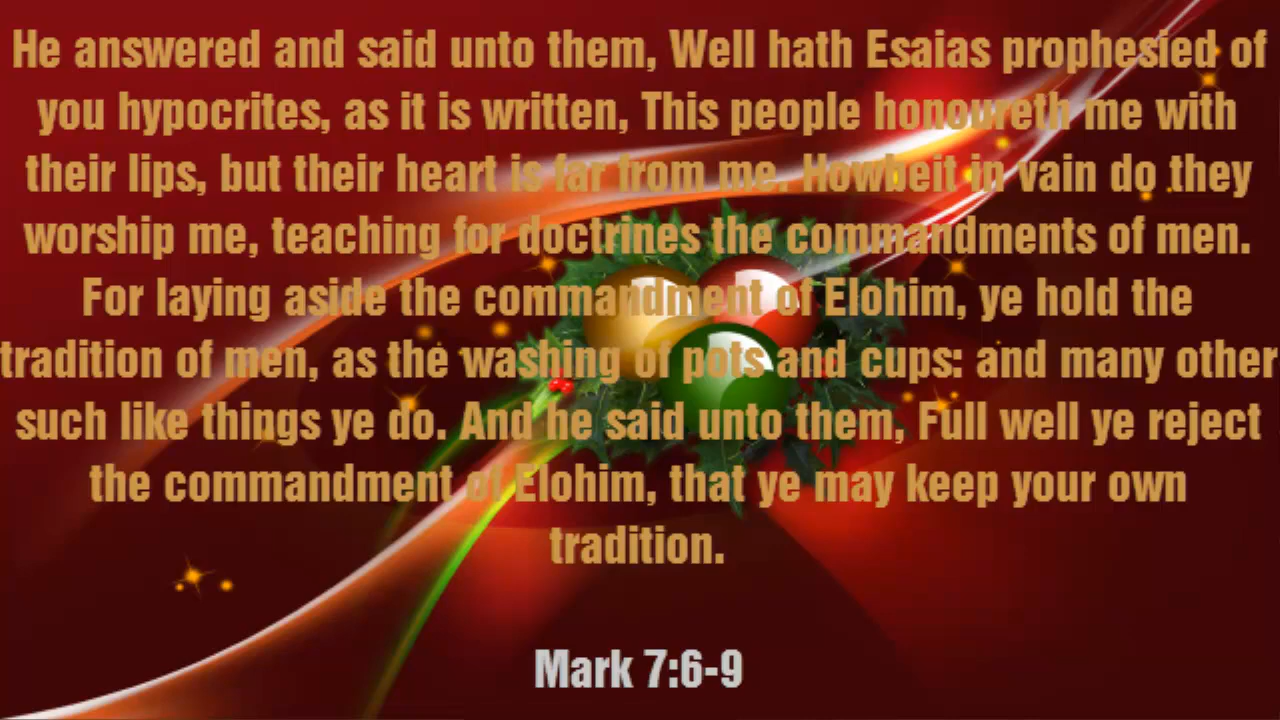 He answered and said unto them, Well hath Esaias prophesied of
you hypocrites, as it is written, This people honoureth me with
their lips, but their heart is far from me. Howbeit in vain do they
worship me, teaching for doctrines the commandments of men.
For laying aside the commandment of Elohim, ye hold the
tradition of men, as the washing of pots and cups: and many other
such like things ye do. And he said unto them, Full well ye reject
the commandment of Elohim, that ye may keep your own
tradition.
Mark 7:6-9